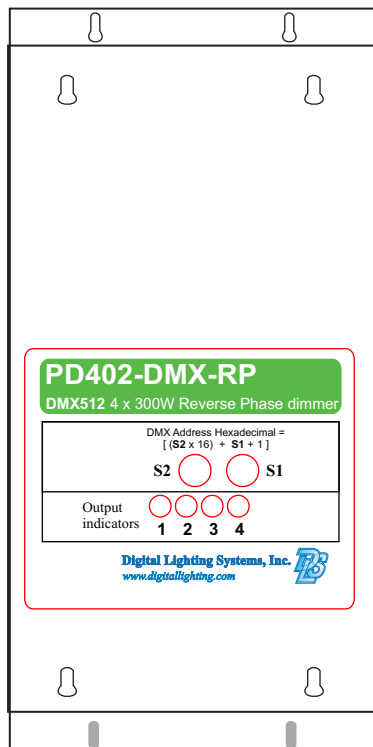 PD402-DMX-RP
DMX512 4 x 300W Reverse Phase dimmer
DMX Address Hexadecimal =
[ (S2 x 16) + S1 + 1 ]
S2 S1
Output
indicators
1 2 3 4
Digital Lighting Systems, Inc.
www.digitallighting.com
DLS